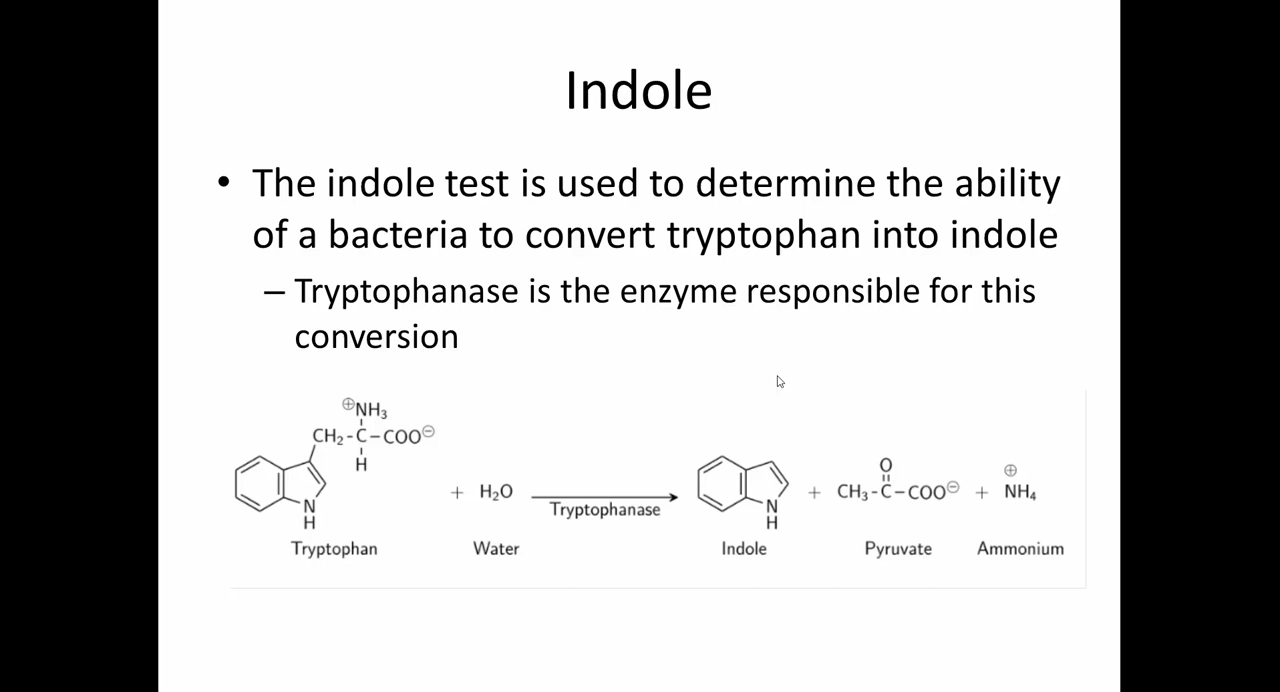 Indole
• The indole test is used to determine the ability
of a bacteria to convert tryptophan into indole
– Tryptophanase is the enzyme responsible for this
conversion
⊕NH₃
CH₂-C-COO⊖
H
N
H
+ H₂O
Tryptophanase
N
H
+
O
CH₃-C-COO⊖
+
⊕
NH₄
Tryptophan
Water
Indole
Pyruvate
Ammonium